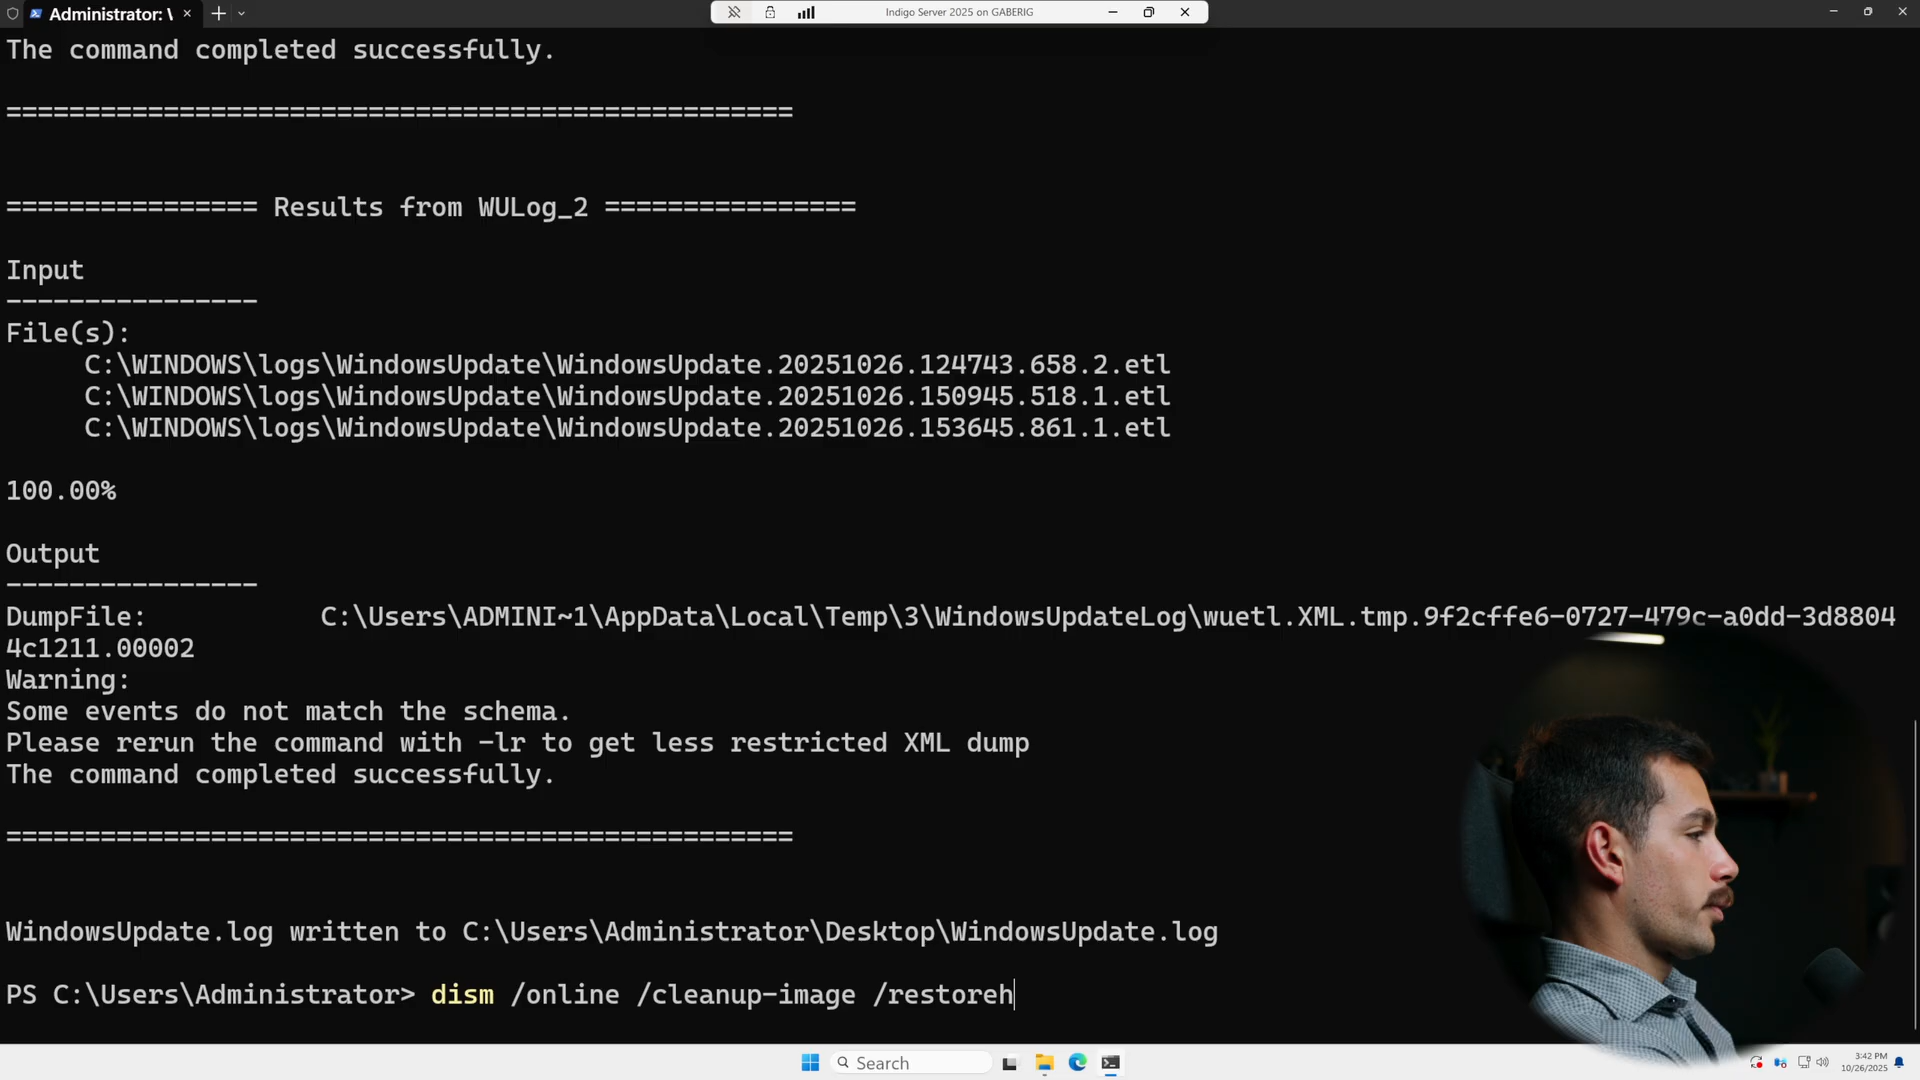 Administrator: \
Indigo Server 2025 on GABERIG
The command completed successfully.
==================================================
================ Results from WULog_2 ================
Input
----------------
File(s):
C:\WINDOWS\logs\WindowsUpdate\WindowsUpdate.20251026.124743.658.2.etl
C:\WINDOWS\logs\WindowsUpdate\WindowsUpdate.20251026.150945.518.1.etl
C:\WINDOWS\logs\WindowsUpdate\WindowsUpdate.20251026.153645.861.1.etl
100.00%
Output
----------------
DumpFile: C:\Users\ADMINI~1\AppData\Local\Temp\3\WindowsUpdateLog\wuetl.XML.tmp.9f2cffe6-0727-479c-a0dd-3d8804
4c1211.00002
Warning:
Some events do not match the schema.
Please rerun the command with -lr to get less restricted XML dump
The command completed successfully.
==================================================
WindowsUpdate.log written to C:\Users\Administrator\Desktop\WindowsUpdate.log
PS C:\Users\Administrator> dism /online /cleanup-image /restoreh
Search
3:42 PM
10/26/2025